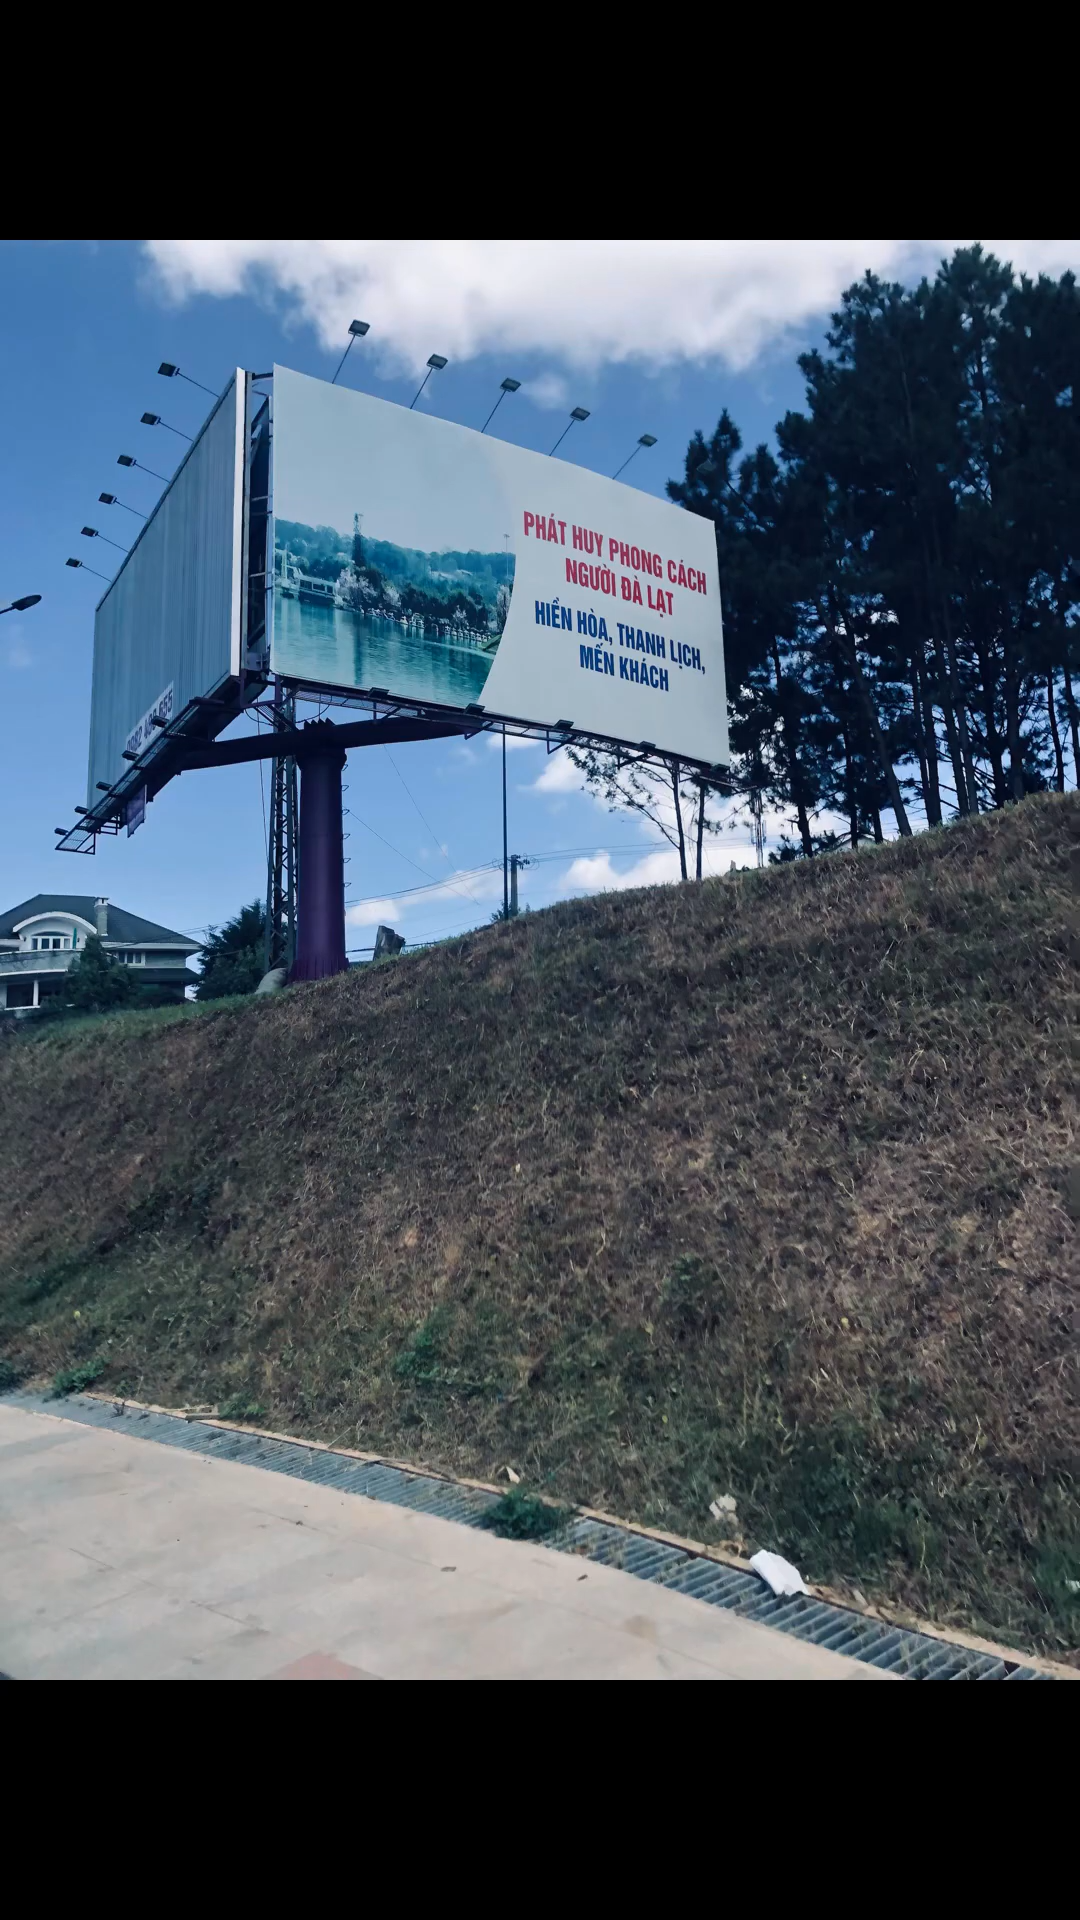 PHÁT HUY PHONG CÁCH
NGƯỜI ĐÀ LẠT
HIỀN HÒA, THANH LỊCH,
MẾN KHÁCH